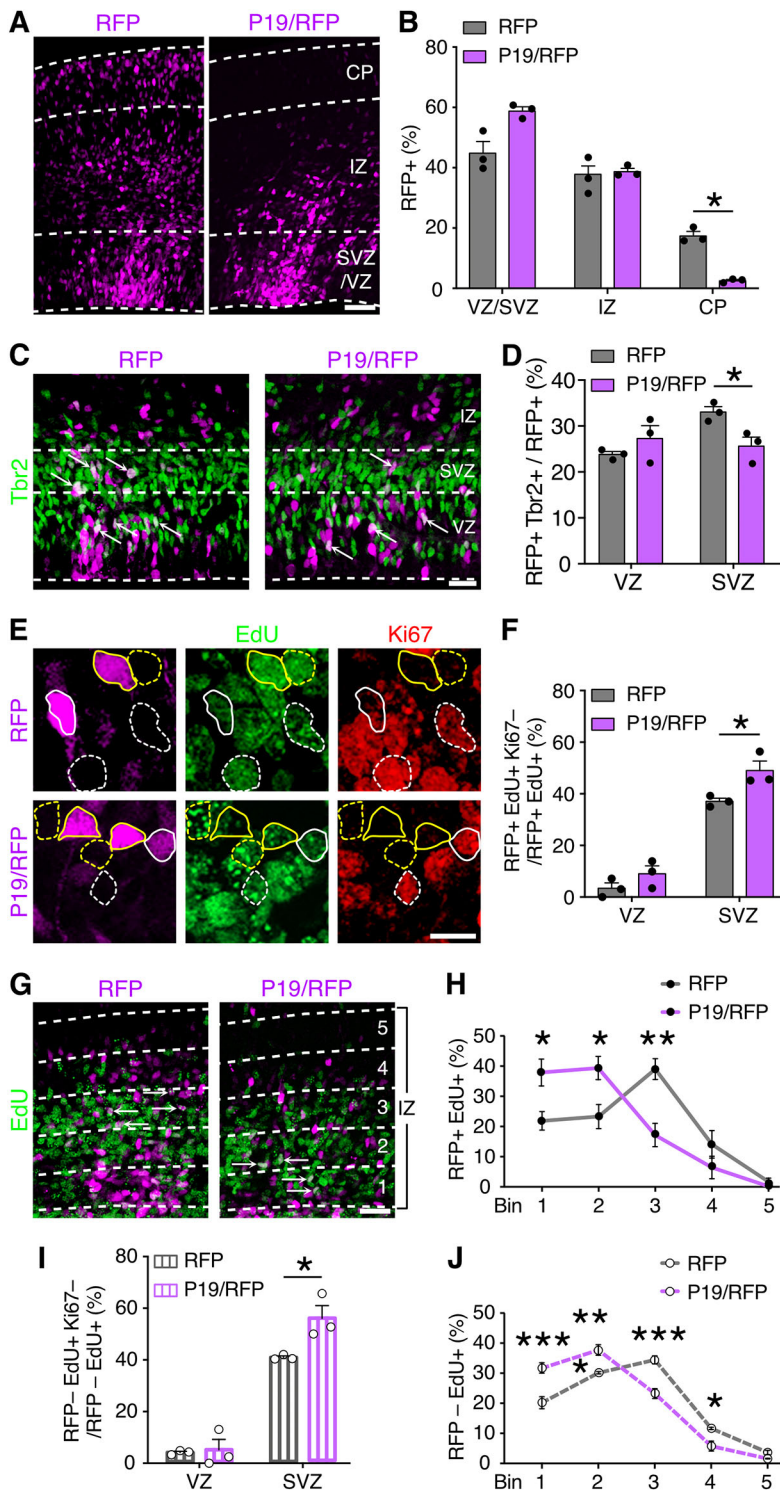 A
RFP
P19/RFP
CP
IZ
SVZ
/VZ
B
RFP
P19/RFP
RFP+ (%)
80
60
40
20
0
*
VZ/SVZ
IZ
CP
C
RFP
P19/RFP
Tbr2
IZ
SVZ
VZ
D
RFP
P19/RFP
RFP+ Tbr2+ / RFP+ (%)
40
30
20
10
0
*
VZ
SVZ
E
EdU
Ki67
RFP
P19/RFP
F
RFP
P19/RFP
RFP+ EdU+ Ki67–
/RFP+ EdU+ (%)
80
60
40
20
0
*
VZ
SVZ
G
RFP
P19/RFP
EdU
5
4
3
2
1
IZ
H
RFP
P19/RFP
RFP+ EdU+ (%)
50
40
30
20
10
0
* * **
Bin 1 2 3 4 5
I
RFP
P19/RFP
RFP– EdU+ Ki67–
/RFP – EdU+ (%)
80
60
40
20
0
*
VZ
SVZ
J
RFP
P19/RFP
RFP – EdU+ (%)
50
40
30
20
10
0
*** ** * *** *
Bin 1 2 3 4 5